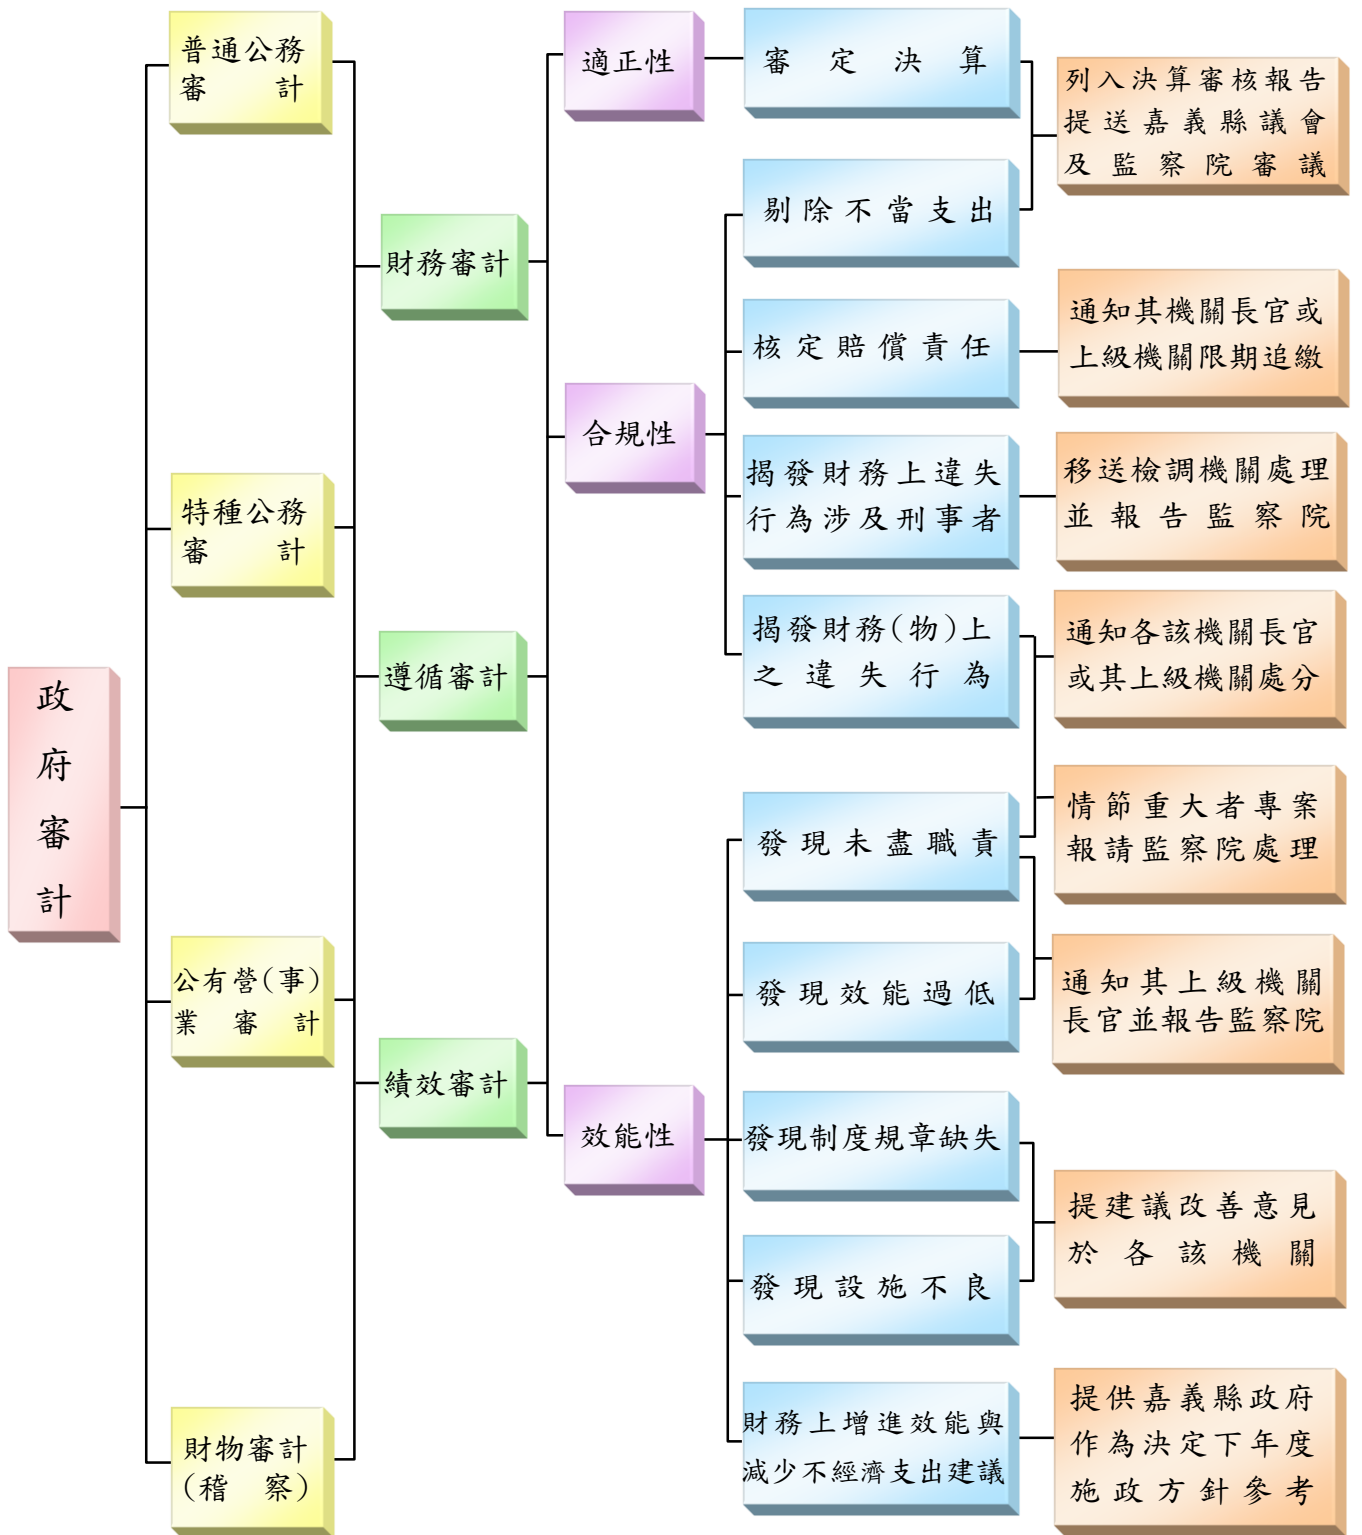 政
府
審
計
普通公務
審計
特種公務
審計
公有營(事)
業審計
財物審計
(稽察)
財務審計
遵循審計
績效審計
適正性
合規性
效能性
審定決算
剔除不當支出
核定賠償責任
揭發財務上違失
行為涉及刑事者
揭發財務(物)上
之違失行為
發現未盡職責
發現效能過低
發現制度規章缺失
發現設施不良
財務上增進效能與
減少不經濟支出建議
列入決算審核報告
提送嘉義縣議會
及監察院審議
通知其機關長官或
上級機關限期追繳
移送檢調機關處理
並報告監察院
通知各該機關長官
或其上級機關處分
情節重大者專案
報請監察院處理
通知其上級機關
長官並報告監察院
提建議改善意見
於各該機關
提供嘉義縣政府
作為決定下年度
施政方針參考